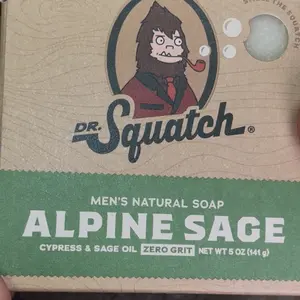 DR.
Squatch®
MEN'S NATURAL SOAP
ALPINE SAGE
CYPRESS & SAGE OIL ZERO GRIT NET WT 5 OZ (141 g)